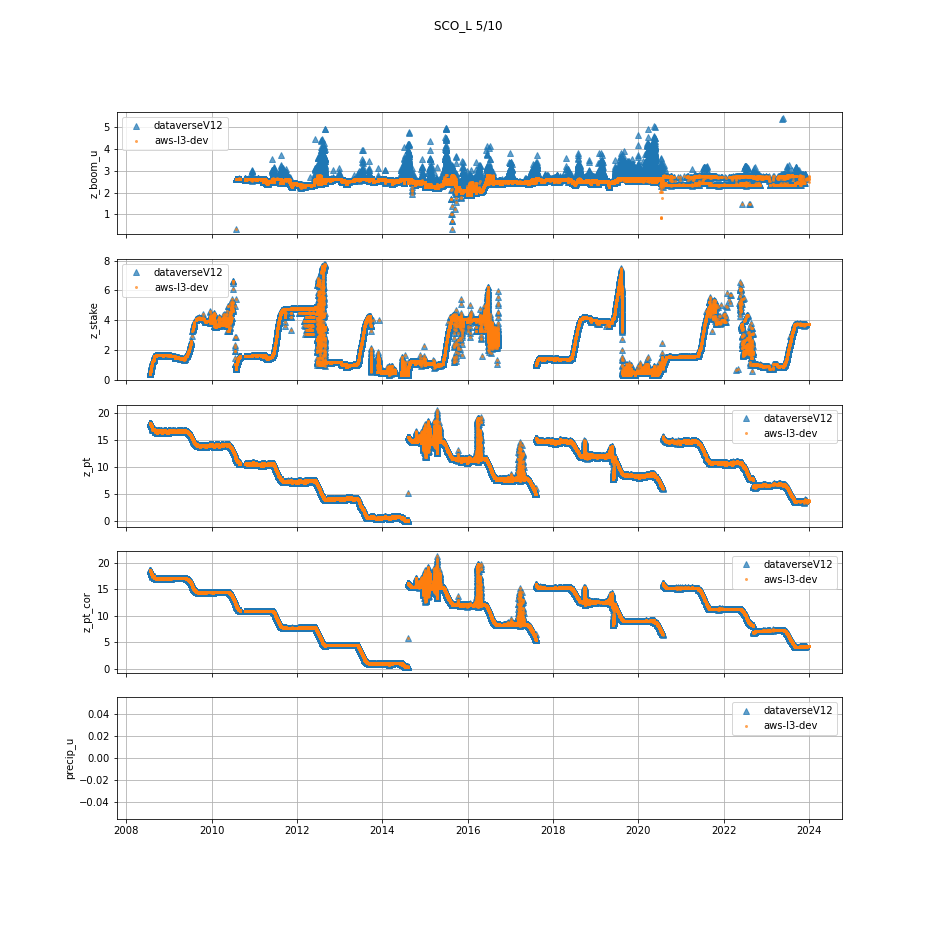 SCO_L 5/10
z_boom_u
5
4
3
2
1
dataverseV12
aws-l3-dev
z_stake
8
6
4
2
0
dataverseV12
aws-l3-dev
z_pt
20
15
10
5
0
dataverseV12
aws-l3-dev
z_pt_cor
20
15
10
5
0
dataverseV12
aws-l3-dev
precip_u
0.04
0.02
0.00
−0.02
−0.04
dataverseV12
aws-l3-dev
2008 2010 2012 2014 2016 2018 2020 2022 2024